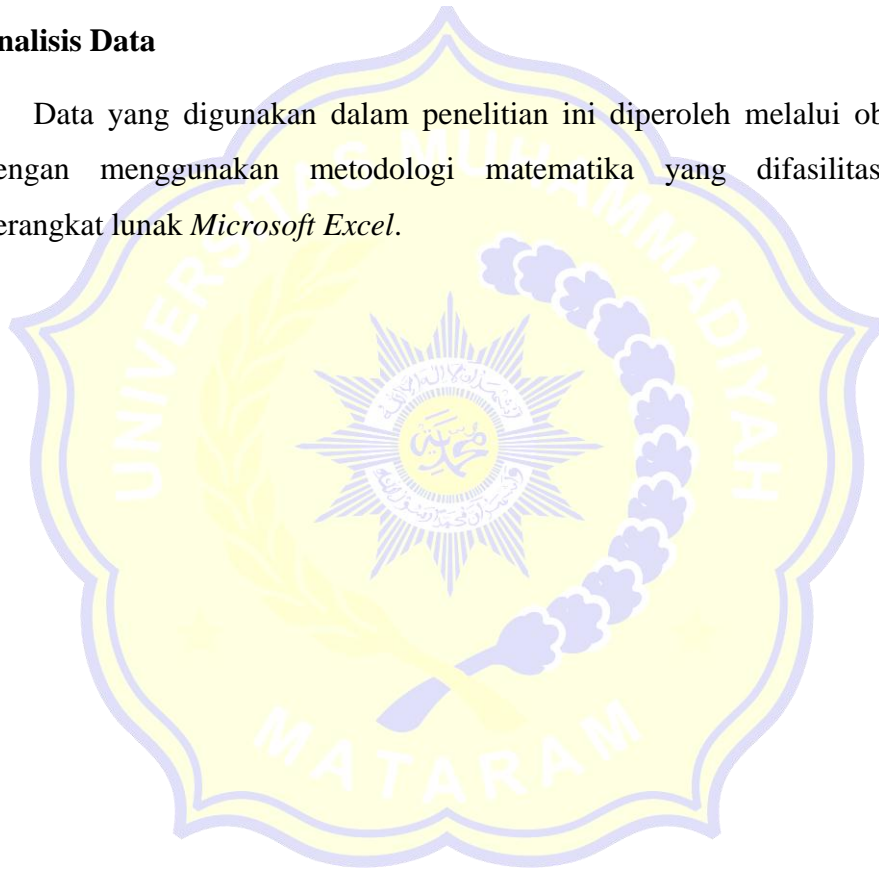 nalisis Data
Data yang digunakan dalam penelitian ini diperoleh melalui ob
engan menggunakan metodologi matematika yang difasilitas
erangkat lunak Microsoft Excel.
UNIVERSITAS MUHAMMADIYAH
MATARAM